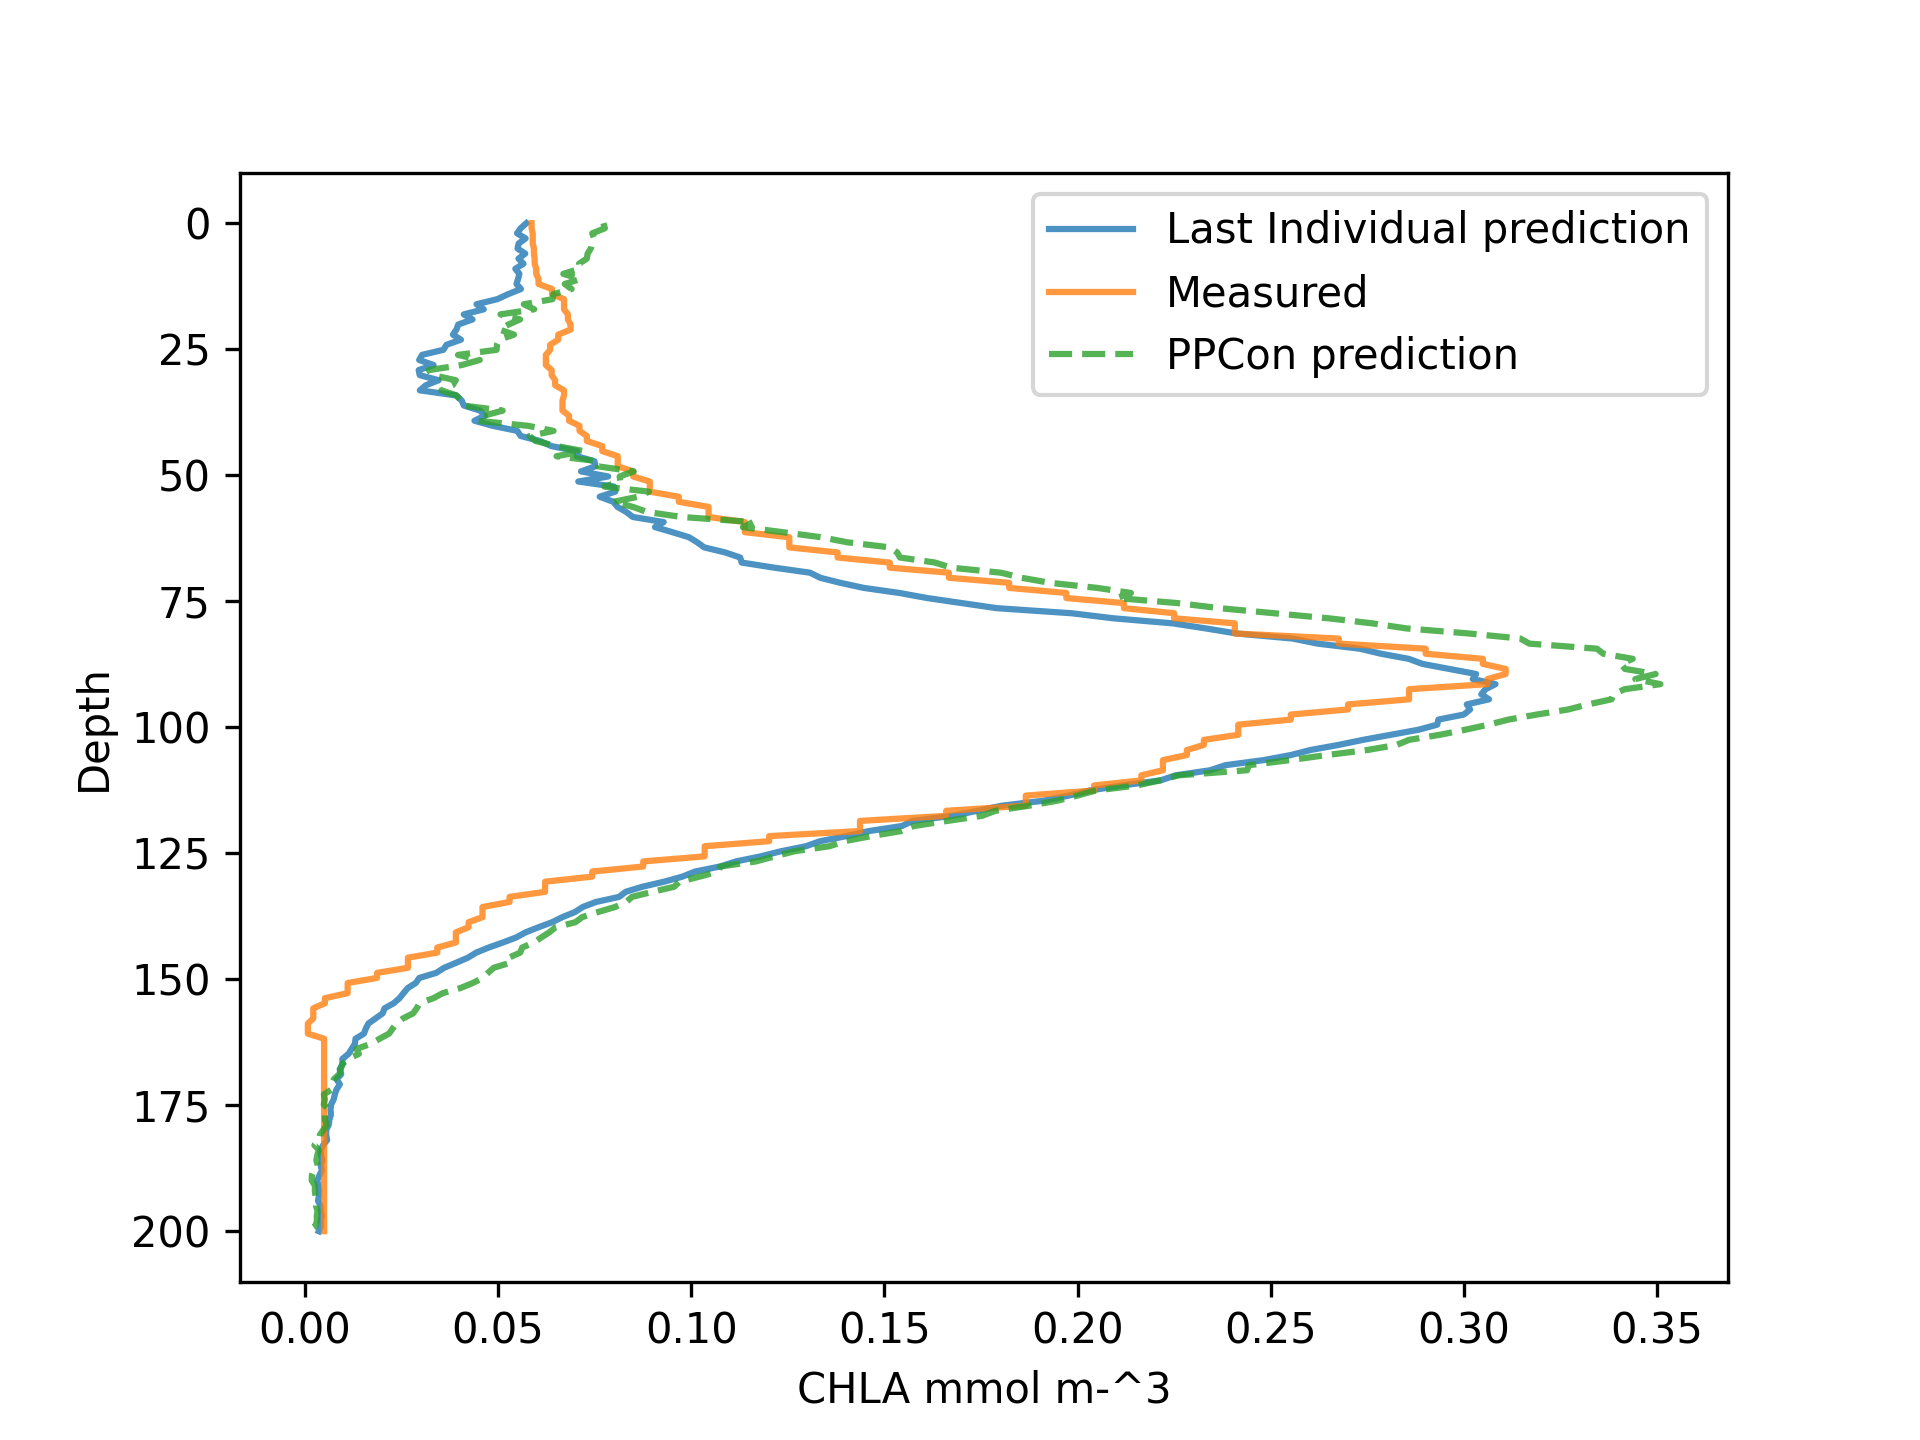 Last Individual prediction
Measured
PPCon prediction
Depth
0
25
50
75
100
125
150
175
200
0.00 0.05 0.10 0.15 0.20 0.25 0.30 0.35
CHLA mmol m-^3